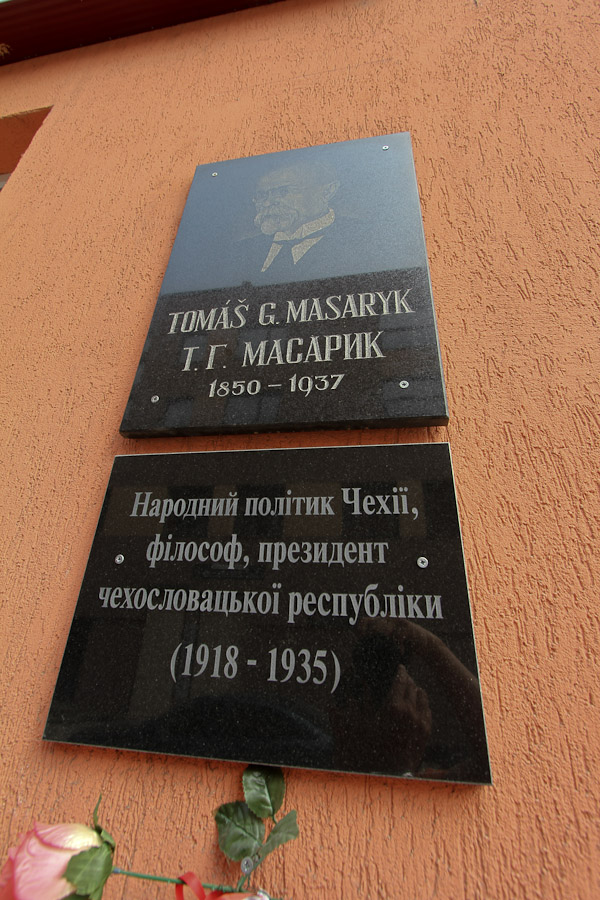 TOMÁŠ G. MASARYK
Т. Г. МАСАРИК
1850 – 1937
Народний політик Чехії,
філософ, президент
чехословацької республіки
(1918 - 1935)